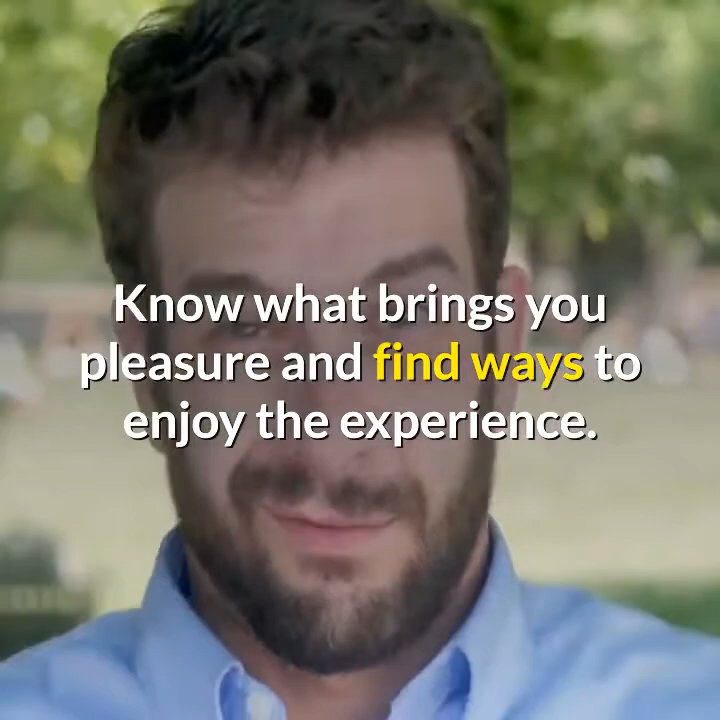 Know what brings you
pleasure and find ways to
enjoy the experience.